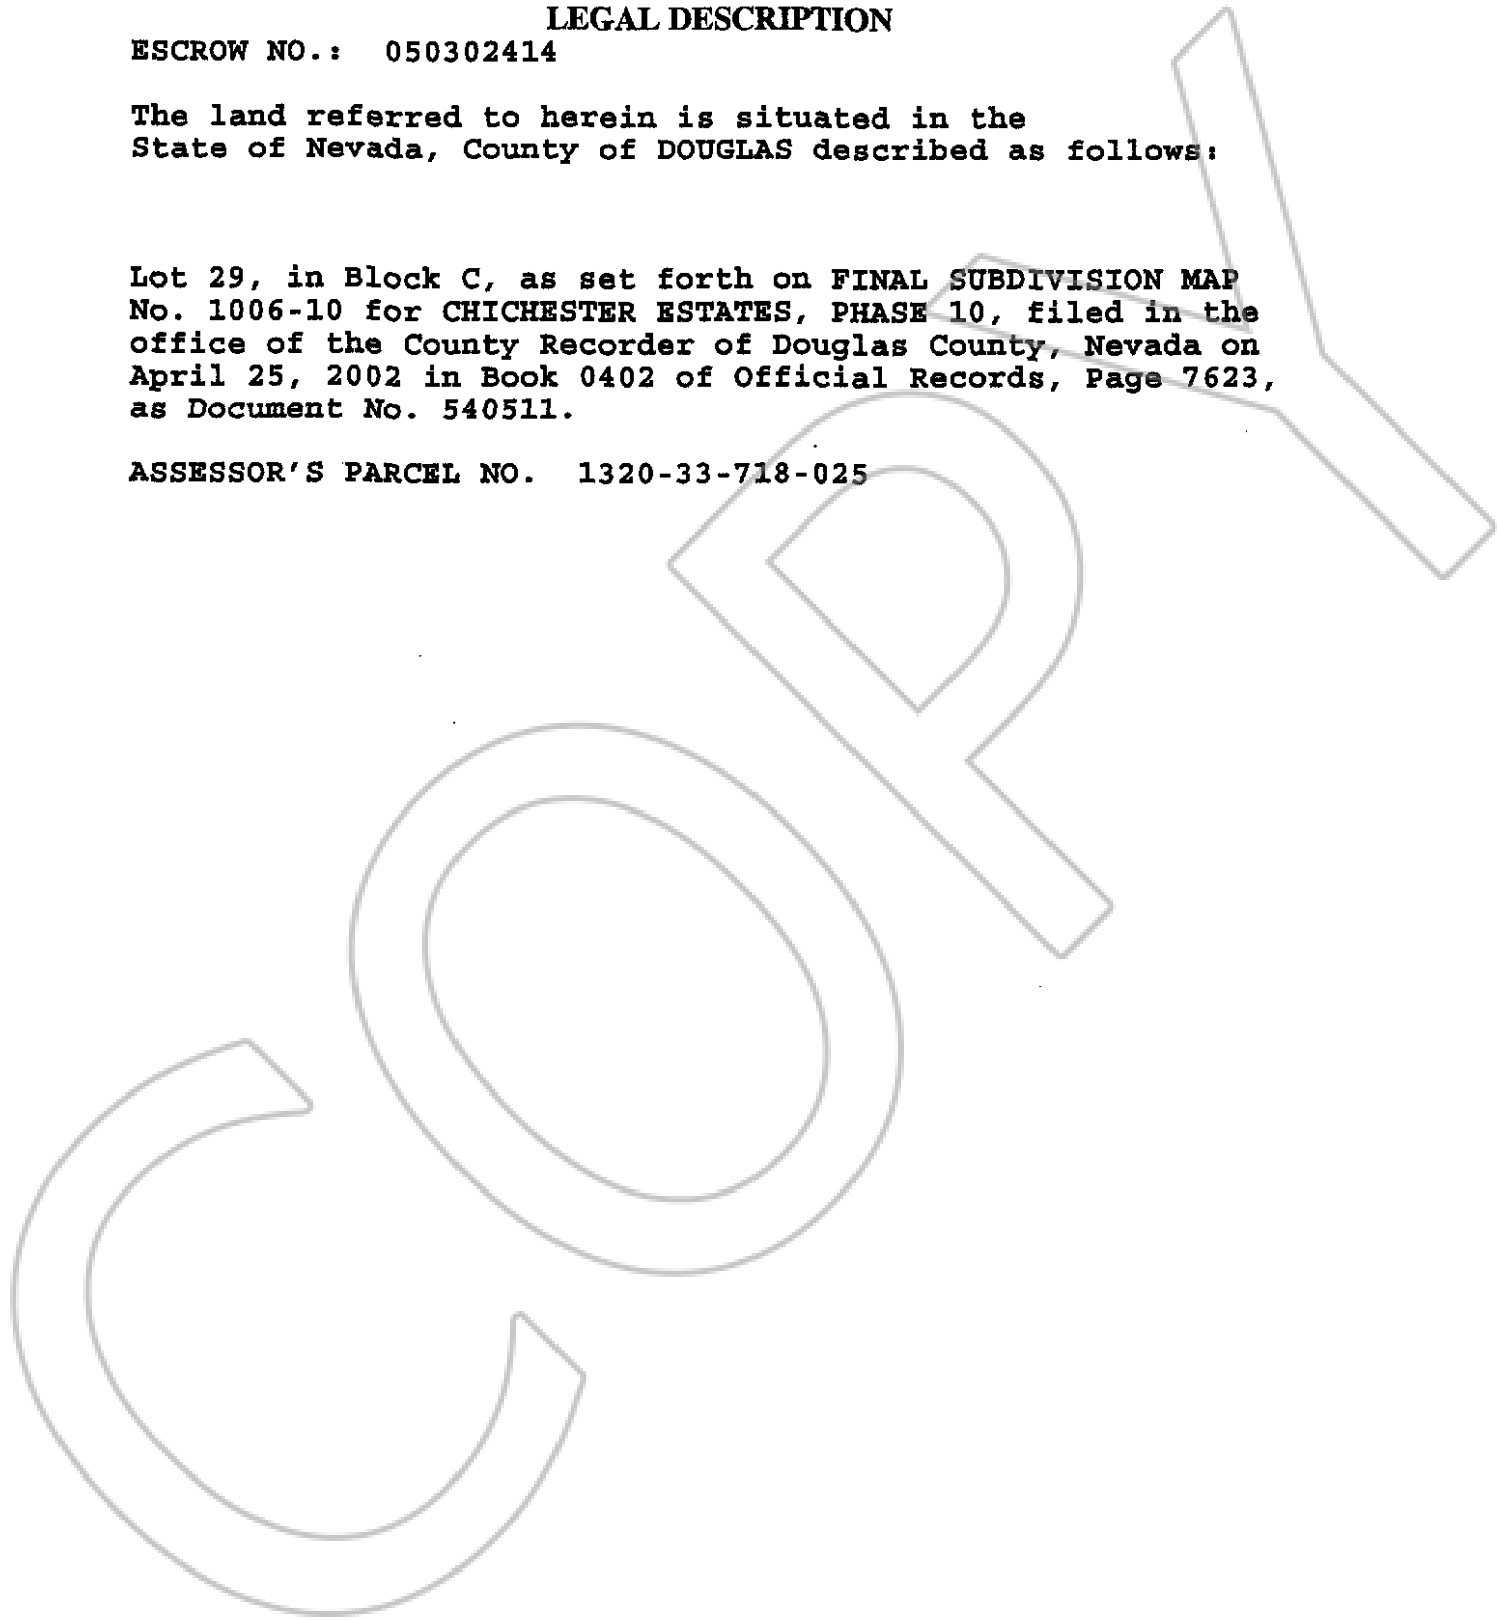 LEGAL DESCRIPTION
ESCROW NO.: 050302414
The land referred to herein is situated in the
State of Nevada, County of DOUGLAS described as follows:
Lot 29, in Block C, as set forth on FINAL SUBDIVISION MAP
No. 1006-10 for CHICHESTER ESTATES, PHASE 10, filed in the
office of the County Recorder of Douglas County, Nevada on
April 25, 2002 in Book 0402 of Official Records, Page 7623,
as Document No. 540511.
ASSESSOR'S PARCEL NO. 1320-33-718-025
COPY